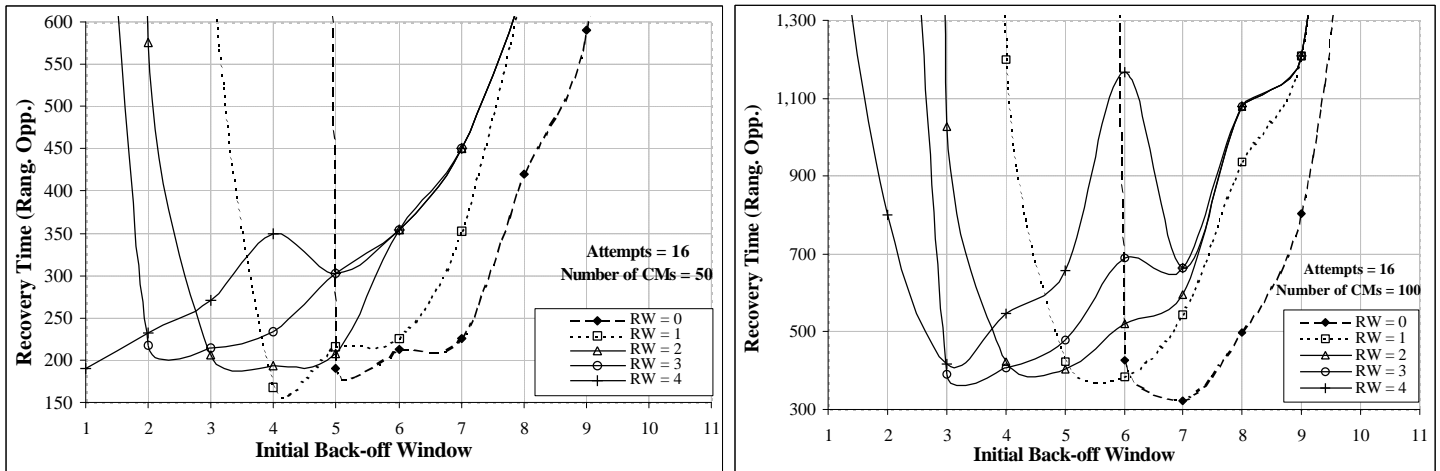 600
550
500
450
400
350
300
250
200
150
Recovery Time (Rang. Opp.)
Attempts = 16
Number of CMs = 50
RW = 0
RW = 1
RW = 2
RW = 3
RW = 4
1 2 3 4 5 6 7 8 9 10 11
Initial Back-off Window
1,300
1,100
900
700
500
300
Recovery Time (Rang. Opp.)
Attempts = 16
Number of CMs = 100
RW = 0
RW = 1
RW = 2
RW = 3
RW = 4
1 2 3 4 5 6 7 8 9 10 11
Initial Back-off Window